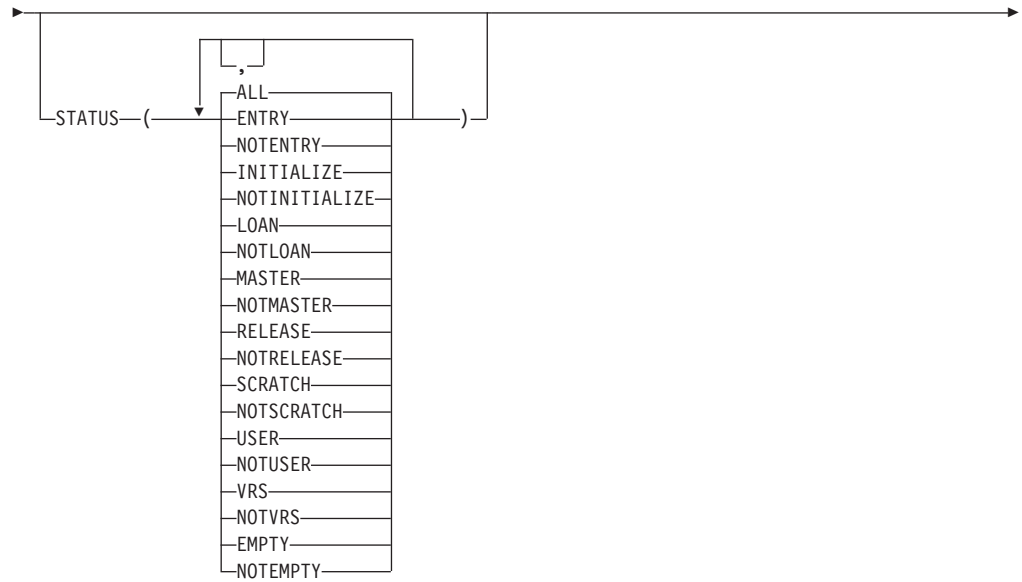 ,
ALL
STATUS ( ENTRY )
NOTENTRY
INITIALIZE
NOTINITIALIZE
LOAN
NOTLOAN
MASTER
NOTMASTER
RELEASE
NOTRELEASE
SCRATCH
NOTSCRATCH
USER
NOTUSER
VRS
NOTVRS
EMPTY
NOTEMPTY